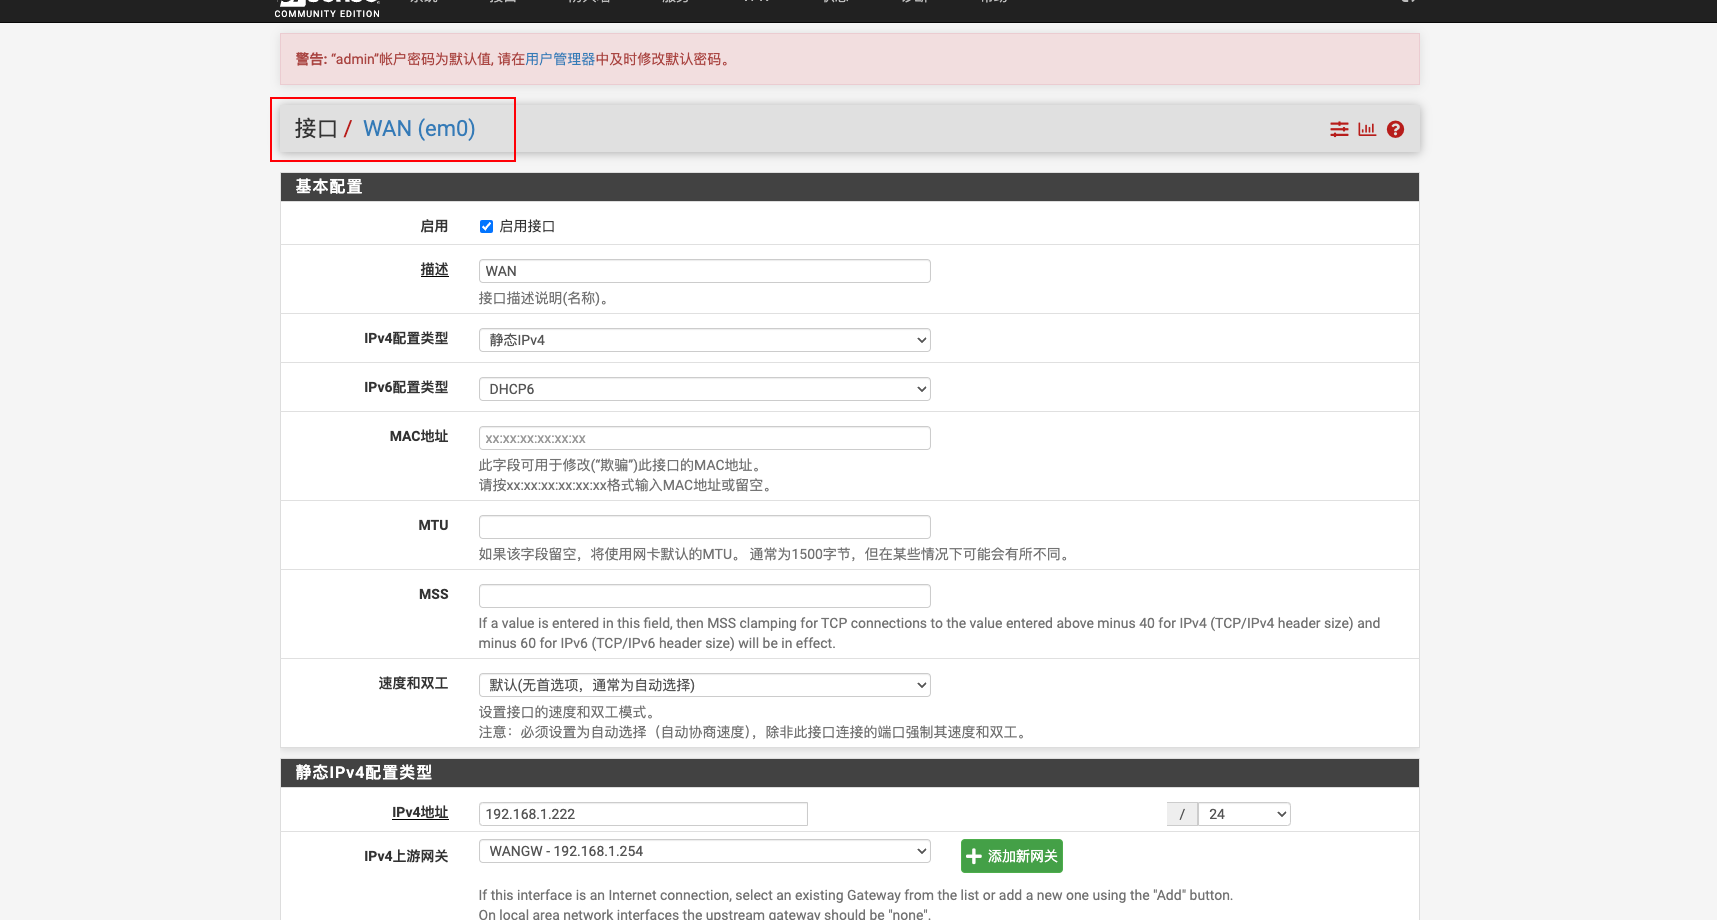 COMMUNITY EDITION
警告: “admin”帐户密码为默认值, 请在用户管理器中及时修改默认密码。
接口 / WAN (em0)
基本配置
启用
启用接口
描述
WAN
接口描述说明(名称)。
IPv4配置类型
静态IPv4
IPv6配置类型
DHCP6
MAC地址
xx:xx:xx:xx:xx:xx
此字段可用于修改(“欺骗”)此接口的MAC地址。
请按xx:xx:xx:xx:xx:xx格式输入MAC地址或留空。
MTU
如果该字段留空，将使用网卡默认的MTU。 通常为1500字节，但在某些情况下可能会有所不同。
MSS
If a value is entered in this field, then MSS clamping for TCP connections to the value entered above minus 40 for IPv4 (TCP/IPv4 header size) and
minus 60 for IPv6 (TCP/IPv6 header size) will be in effect.
速度和双工
默认(无首选项，通常为自动选择)
设置接口的速度和双工模式。
注意：必须设置为自动选择（自动协商速度），除非此接口连接的端口强制其速度和双工。
静态IPv4配置类型
IPv4地址
192.168.1.222
/ 24
IPv4上游网关
WANGW - 192.168.1.254
添加新网关
If this interface is an Internet connection, select an existing Gateway from the list or add a new one using the "Add" button.
On local area network interfaces the upstream gateway should be "none".